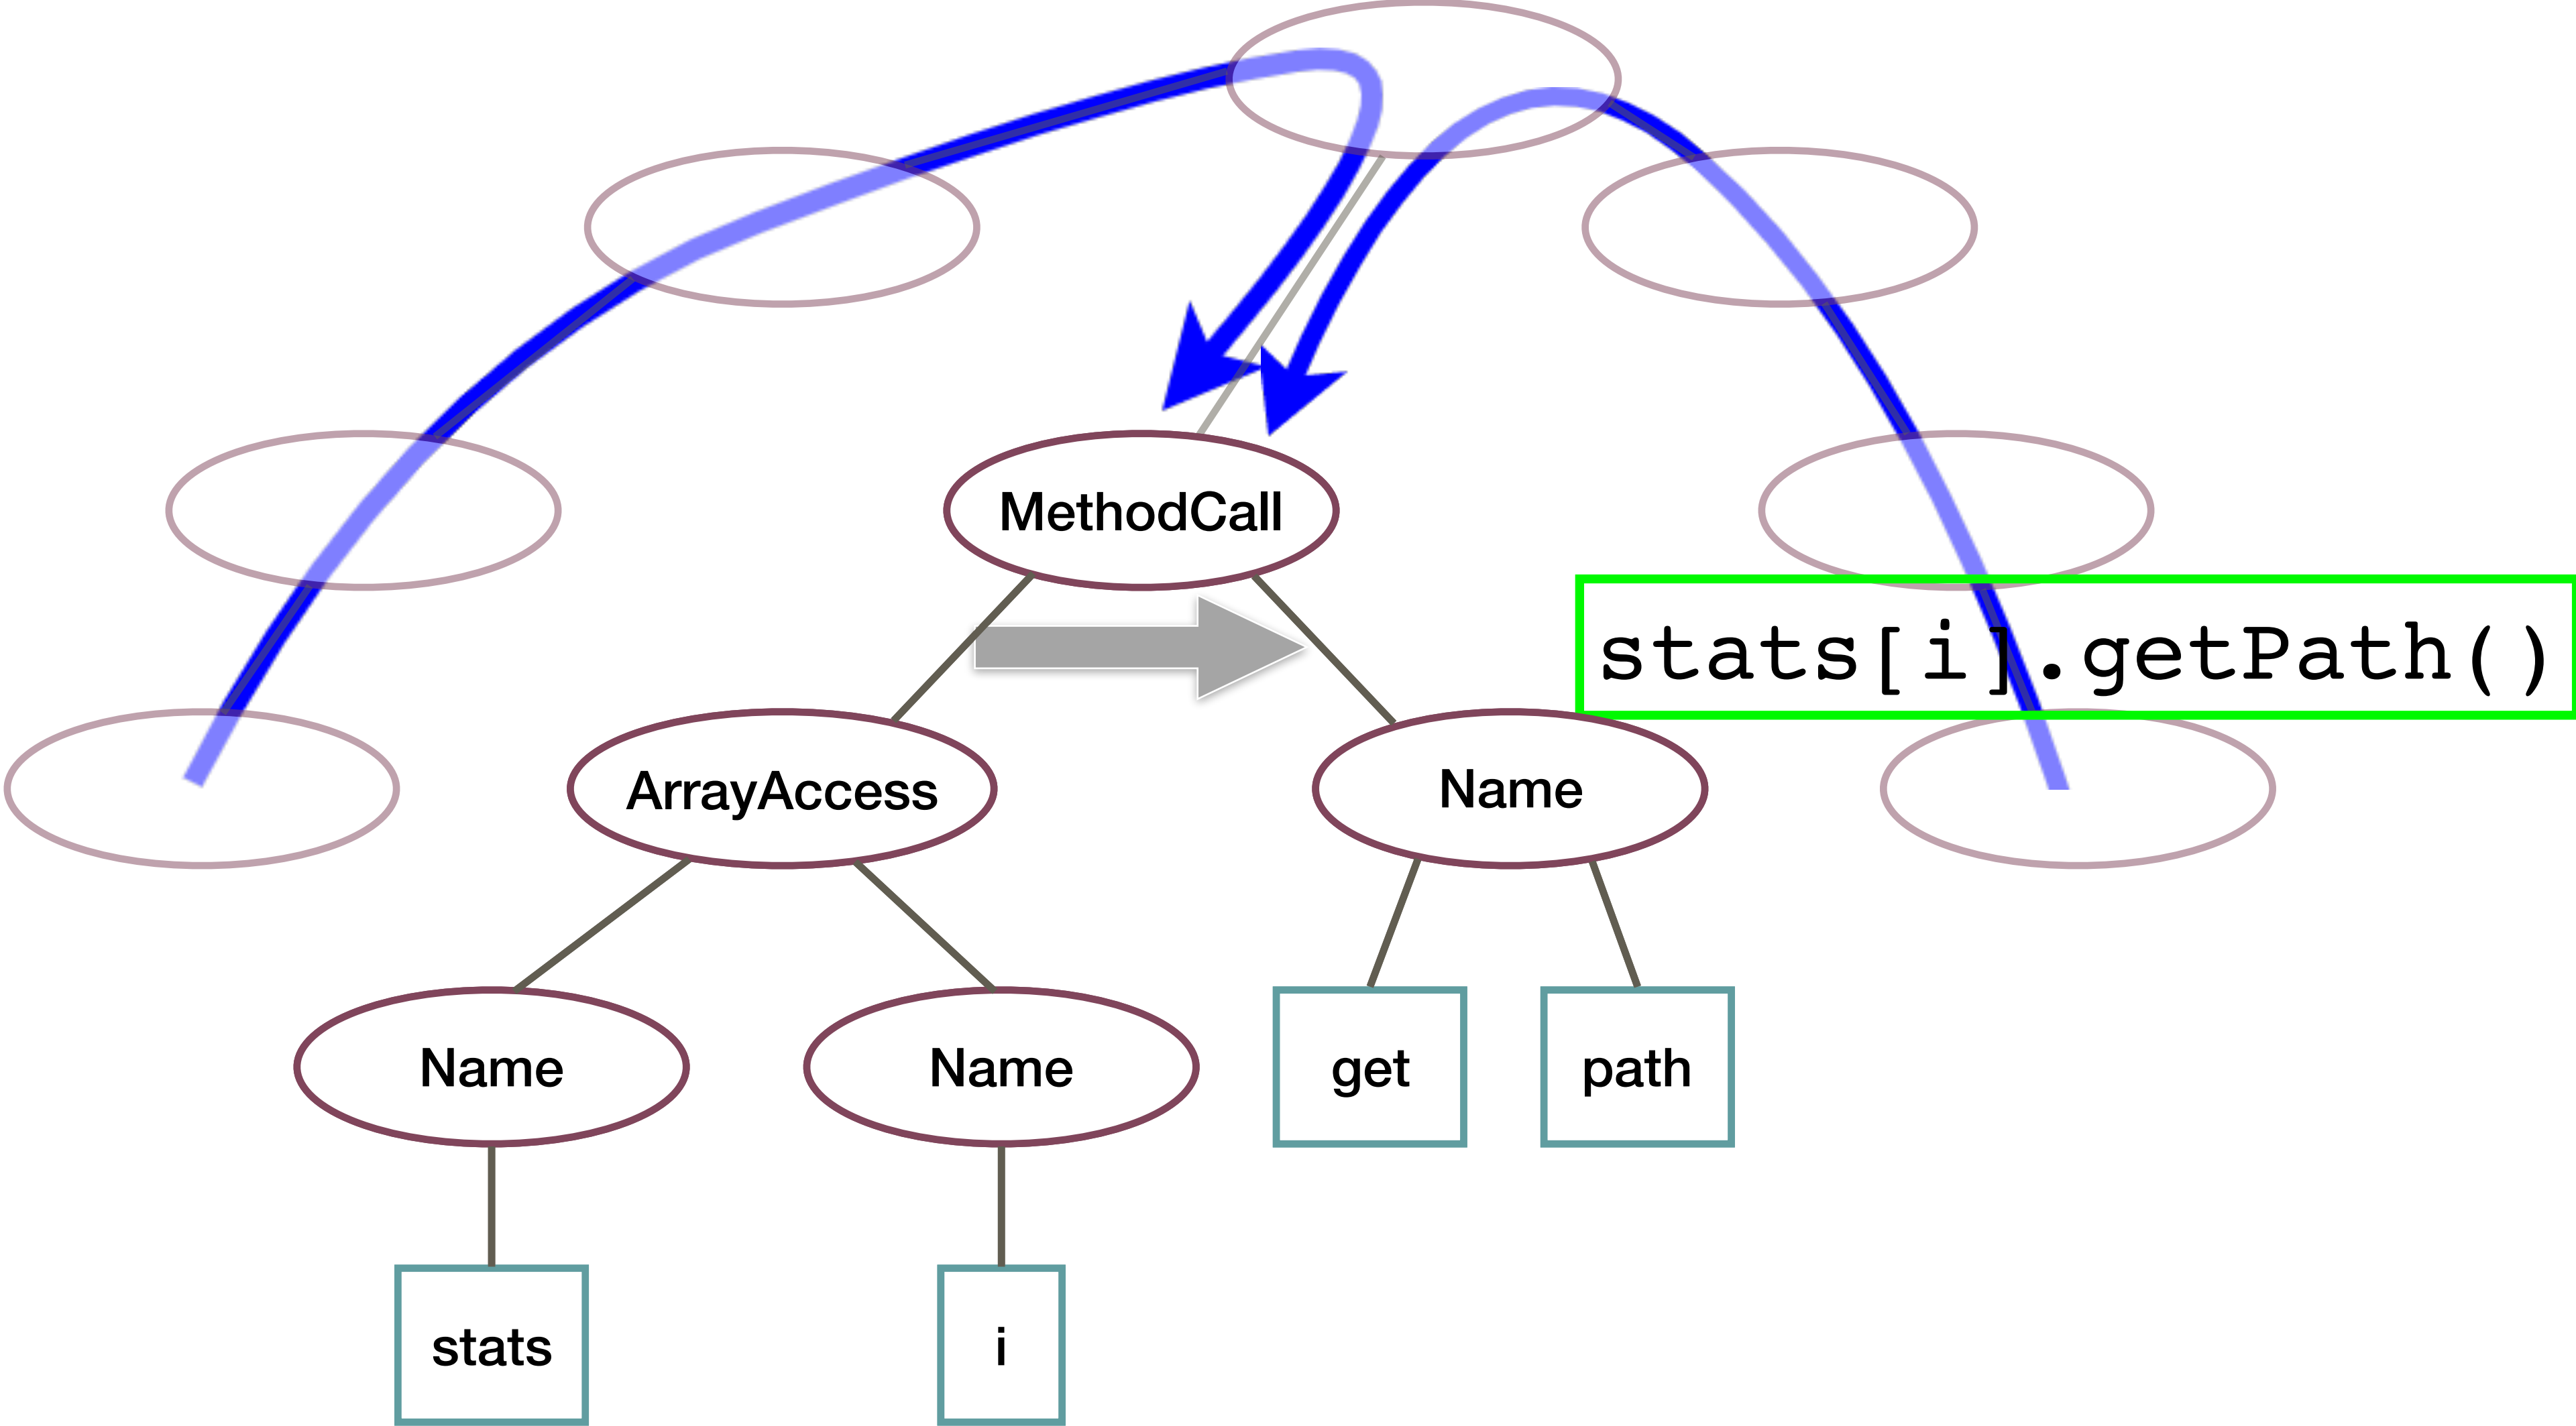 MethodCall
stats[i].getPath()
ArrayAccess
Name
Name
Name
get
path
stats
i